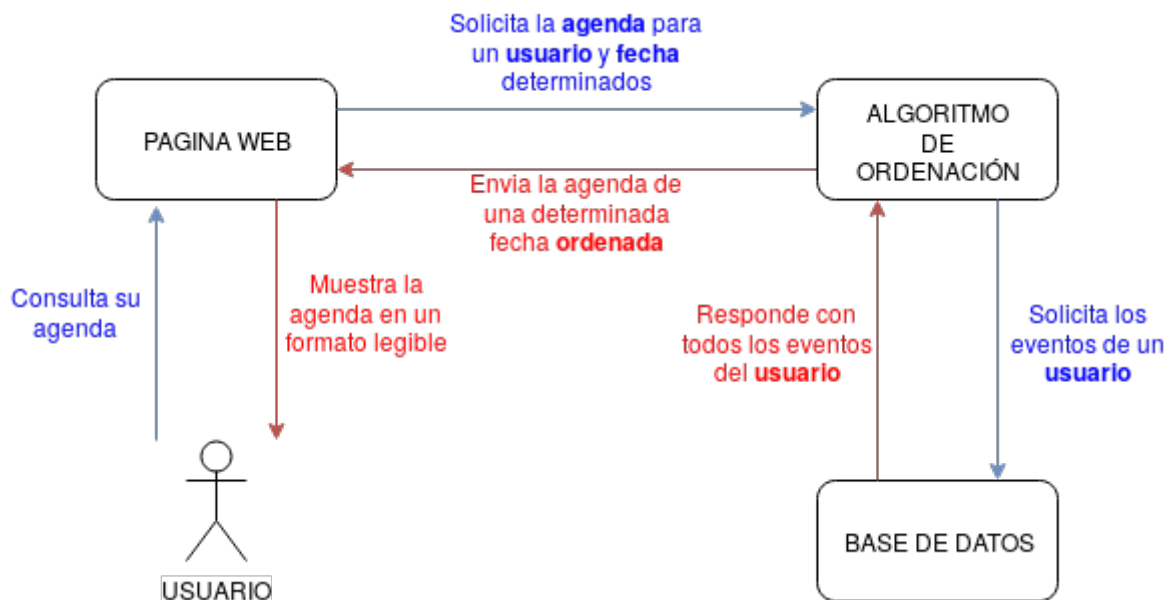 Solicita la agenda para
un usuario y fecha
determinados
PAGINA WEB
ALGORITMO
DE
ORDENACIÓN
Envia la agenda de
una determinada
fecha ordenada
Consulta su
agenda
Muestra la
agenda en un
formato legible
Responde con
todos los eventos
del usuario
Solicita los
eventos de un
usuario
USUARIO
BASE DE DATOS